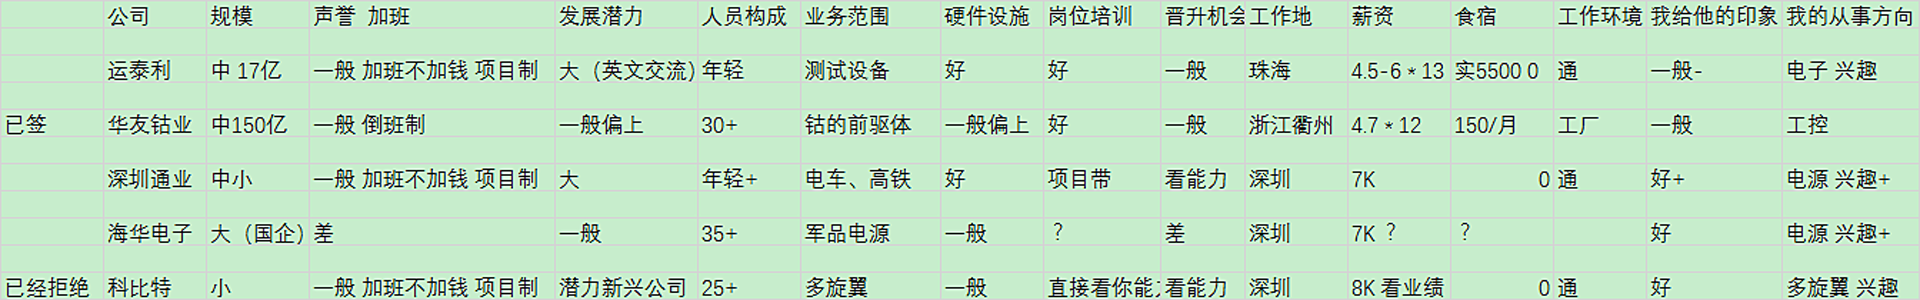 公司 规模 声誉 加班 发展潜力 人员构成 业务范围 硬件设施 岗位培训 晋升机会 工作地 薪资 食宿 工作环境 我给他的印象 我的从事方向
运泰利 中 17亿 一般 加班不加钱 项目制 大（英文交流） 年轻 测试设备 好 好 一般 珠海 4.5-6*13 实5500 0 通 一般- 电子 兴趣
已签 华友钴业 中150亿 一般 倒班制 一般偏上 30+ 钴的前驱体 一般偏上 好 一般 浙江衢州 4.7*12 150/月 工厂 一般 工控
深圳通业 中小 一般 加班不加钱 项目制 大 年轻+ 电车、高铁 好 项目带 看能力 深圳 7K 0 通 好+ 电源 兴趣+
海华电子 大（国企） 差 一般 35+ 军品电源 一般 ？ 差 深圳 7K ？ ？ 好 电源 兴趣+
已经拒绝 科比特 小 一般 加班不加钱 项目制 潜力新兴公司 25+ 多旋翼 一般 直接看你能 看能力 深圳 8K 看业绩 0 通 好 多旋翼 兴趣